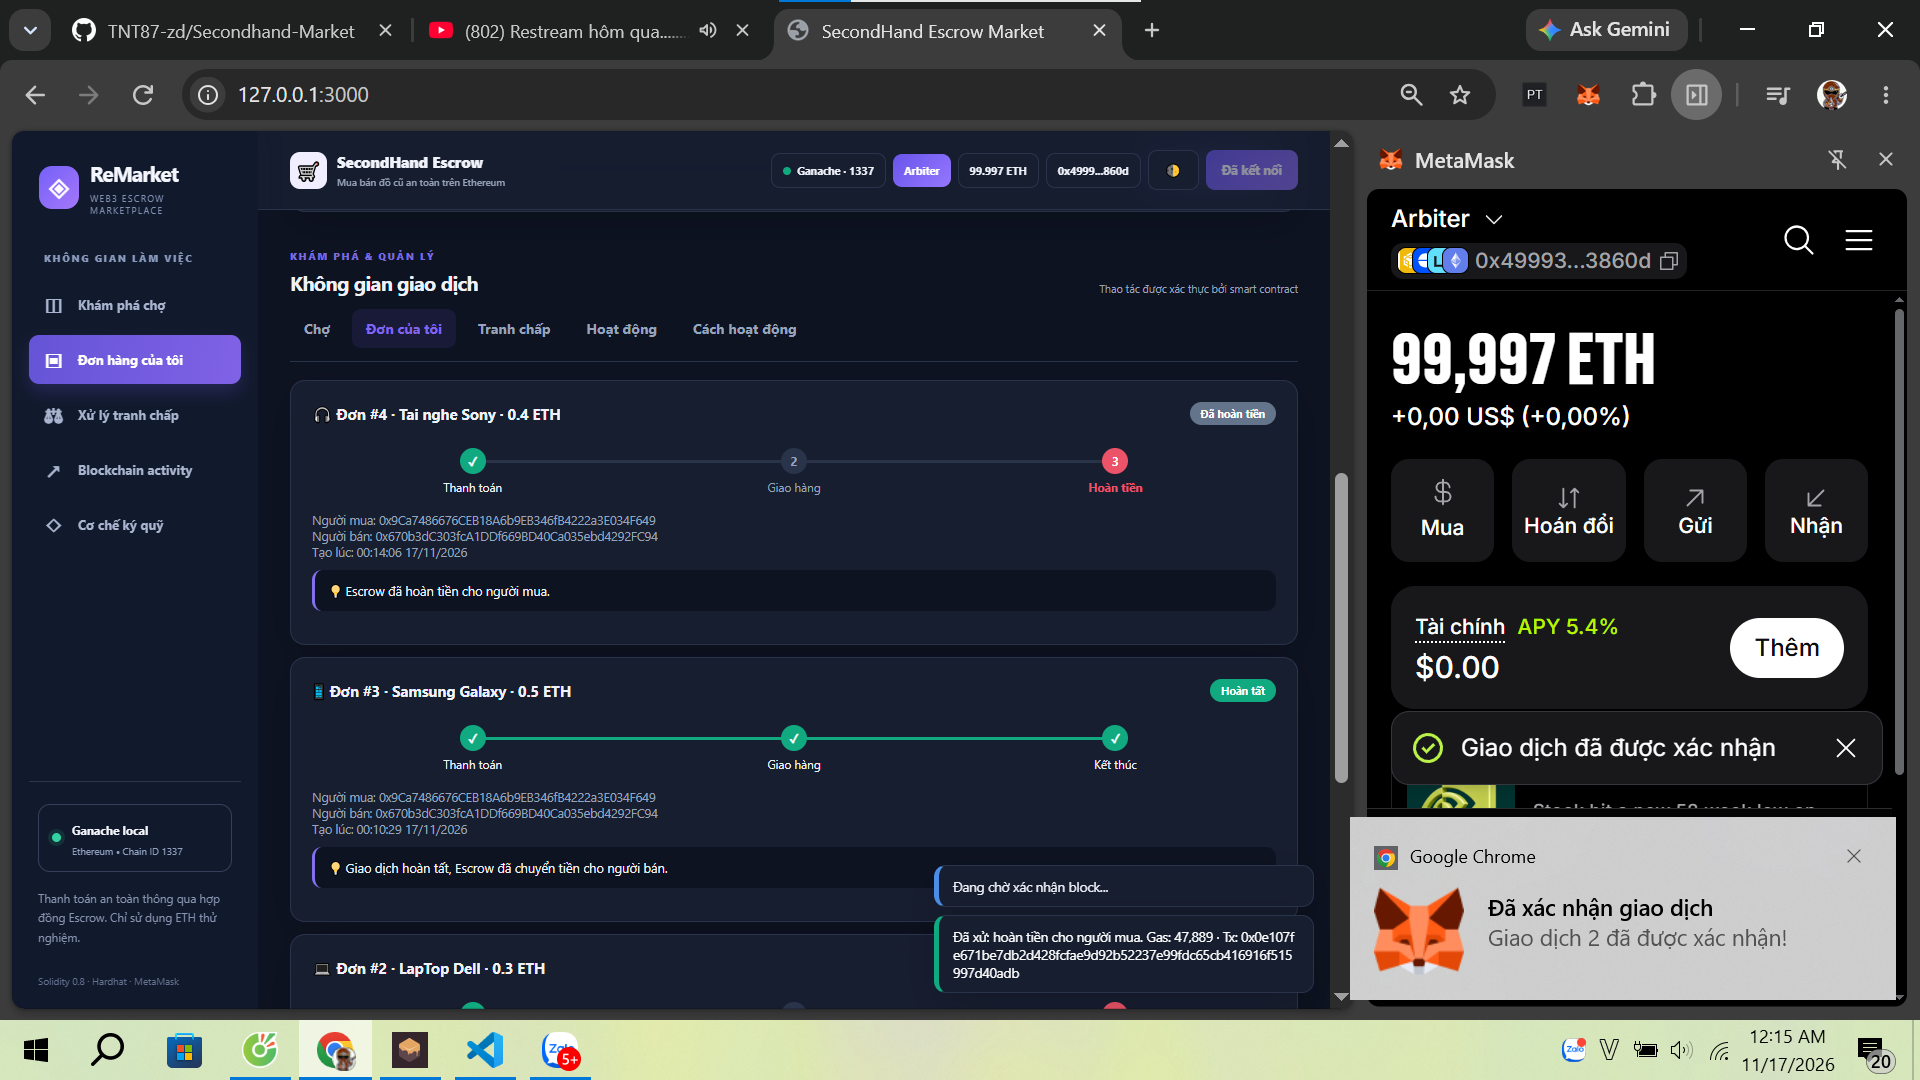 TNT87-zd/Secondhand-Market
(802) Restream hôm qua.......
SecondHand Escrow Market
Ask Gemini
127.0.0.1:3000
PT
ReMarket
WEB3 ESCROW
MARKETPLACE
KHÔNG GIAN LÀM VIỆC
Khám phá chợ
Đơn hàng của tôi
Xử lý tranh chấp
Blockchain activity
Cơ chế ký quỹ
Ganache local
Ethereum • Chain ID 1337
Thanh toán an toàn thông qua hợp
đồng Escrow. Chỉ sử dụng ETH thử
nghiệm.
Solidity 0.8 · Hardhat · MetaMask
SecondHand Escrow
Mua bán đồ cũ an toàn trên Ethereum
Ganache · 1337
Arbiter
99.997 ETH
0x4999...860d
Đã kết nối
KHÁM PHÁ & QUẢN LÝ
Không gian giao dịch
Thao tác được xác thực bởi smart contract
Chợ
Đơn của tôi
Tranh chấp
Hoạt động
Cách hoạt động
Đơn #4 · Tai nghe Sony · 0.4 ETH
Đã hoàn tiền
2
3
Thanh toán
Giao hàng
Hoàn tiền
Người mua: 0x9Ca7486676CEB18A6b9EB346fB4222a3E034F649
Người bán: 0x670b3dC303fcA1DDf669BD40Ca035ebd4292FC94
Tạo lúc: 00:14:06 17/11/2026
Escrow đã hoàn tiền cho người mua.
Đơn #3 · Samsung Galaxy · 0.5 ETH
Hoàn tất
Thanh toán
Giao hàng
Kết thúc
Người mua: 0x9Ca7486676CEB18A6b9EB346fB4222a3E034F649
Người bán: 0x670b3dC303fcA1DDf669BD40Ca035ebd4292FC94
Tạo lúc: 00:10:29 17/11/2026
Giao dịch hoàn tất, Escrow đã chuyển tiền cho người bán.
Đơn #2 · LapTop Dell · 0.3 ETH
Đang chờ xác nhận block...
Đã xử: hoàn tiền cho người mua. Gas: 47,889 · Tx: 0x0e107f
e671be7db2d428fcfae9d92b52237e99fdc65cb416916f515
997d40adb
MetaMask
Arbiter
0x49993...3860d
99,997 ETH
+0,00 US$ (+0,00%)
Mua
Hoán đổi
Gửi
Nhận
Tài chính APY 5.4%
$0.00
Thêm
Giao dịch đã được xác nhận
Google Chrome
Đã xác nhận giao dịch
Giao dịch 2 đã được xác nhận!
Zalo
5+
Zalo
V
12:15 AM
11/17/2026
20